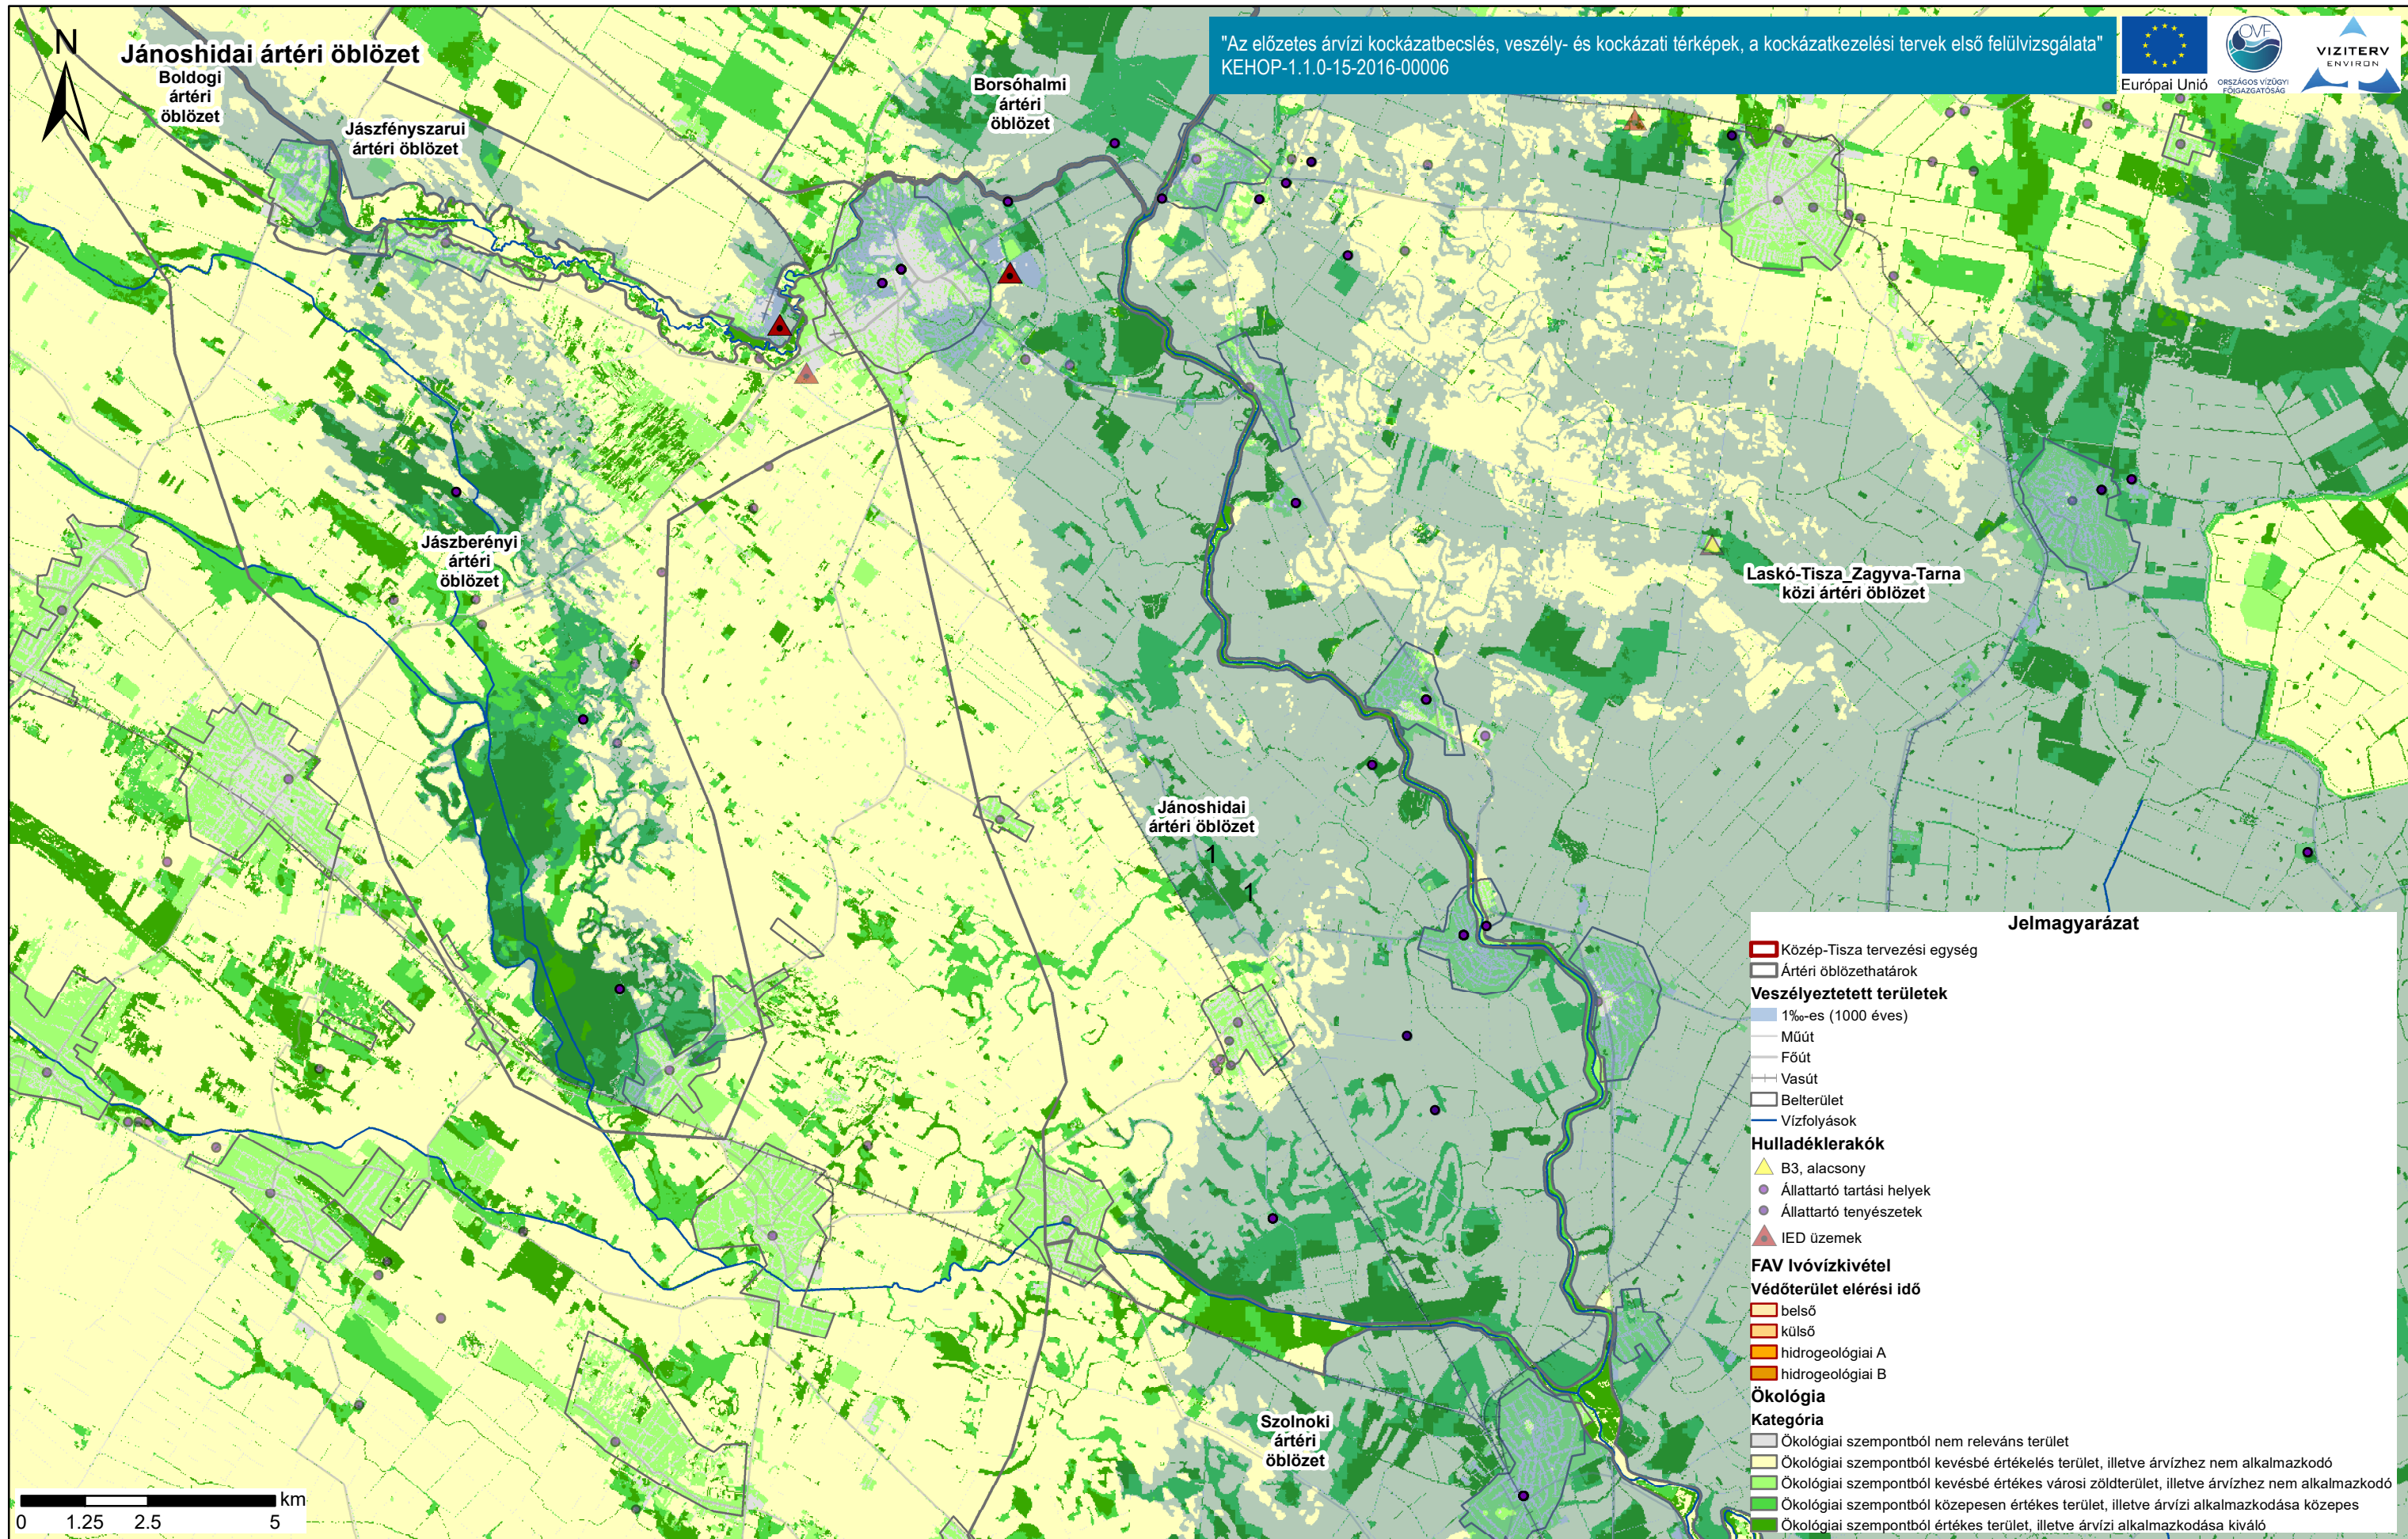 N
Jánoshidai ártéri öblözet
Boldogi
ártéri
öblözet
Jászfényszarui
ártéri öblözet
Borsóhalmi
ártéri
öblözet
"Az előzetes árvízi kockázatbecslés, veszély- és kockázati térképek, a kockázatkezelési tervek első felülvizsgálata"
KEHOP-1.1.0-15-2016-00006
Európai Unió
OVF
ORSZÁGOS VÍZÜGYI
FŐIGAZGATÓSÁG
VIZITERV
ENVIRON
Jászberényi
ártéri
öblözet
Laskó-Tisza_Zagyva-Tarna
közi ártéri öblözet
Jánoshidai
ártéri öblözet
1
1
Szolnoki
ártéri
öblözet
Jelmagyarázat
Közép-Tisza tervezési egység
Ártéri öblözethatárok
Veszélyeztetett területek
1‰-es (1000 éves)
Műút
Főút
Vasút
Belterület
Vízfolyások
Hulladéklerakók
B3, alacsony
Állattartó tartási helyek
Állattartó tenyészetek
IED üzemek
FAV Ivóvízkivétel
Védőterület elérési idő
belső
külső
hidrogeológiai A
hidrogeológiai B
Ökológia
Kategória
Ökológiai szempontból nem releváns terület
Ökológiai szempontból kevésbé értékelés terület, illetve árvízhez nem alkalmazkodó
Ökológiai szempontból kevésbé értékes városi zöldterület, illetve árvízhez nem alkalmazkodó
Ökológiai szempontból közepesen értékes terület, illetve árvízi alkalmazkodása közepes
Ökológiai szempontból értékes terület, illetve árvízi alkalmazkodása kiváló
km
0 1.25 2.5 5